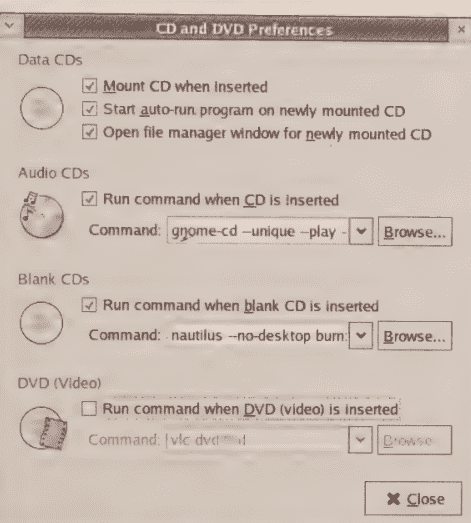 CD and DVD Preferences
Data CDs
Mount CD when inserted
Start auto-run program on newly mounted CD
Open file manager window for newly mounted CD
Audio CDs
Run command when CD is inserted
Command: gnome-cd --unique --play - Browse...
Blank CDs
Run command when blank CD is inserted
Command: nautilus --no-desktop burn: Browse...
DVD (Video)
Run command when DVD (video) is inserted
Command: vlc Browse
Close